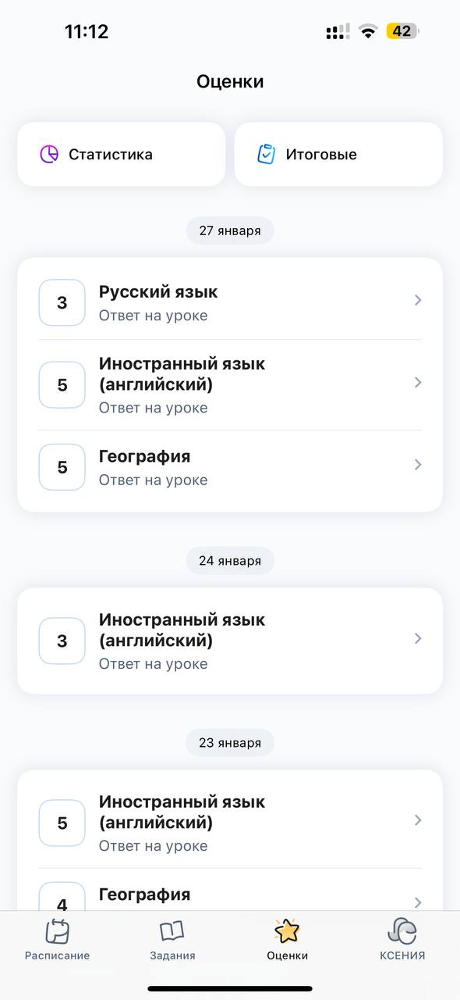 11:12
42
Оценки
Статистика
Итоговые
27 января
3
Русский язык
Ответ на уроке
5
Иностранный язык
(английский)
Ответ на уроке
5
География
Ответ на уроке
24 января
3
Иностранный язык
(английский)
Ответ на уроке
23 января
5
Иностранный язык
(английский)
Ответ на уроке
4
География
Расписание
Задания
Оценки
КСЕНИЯ